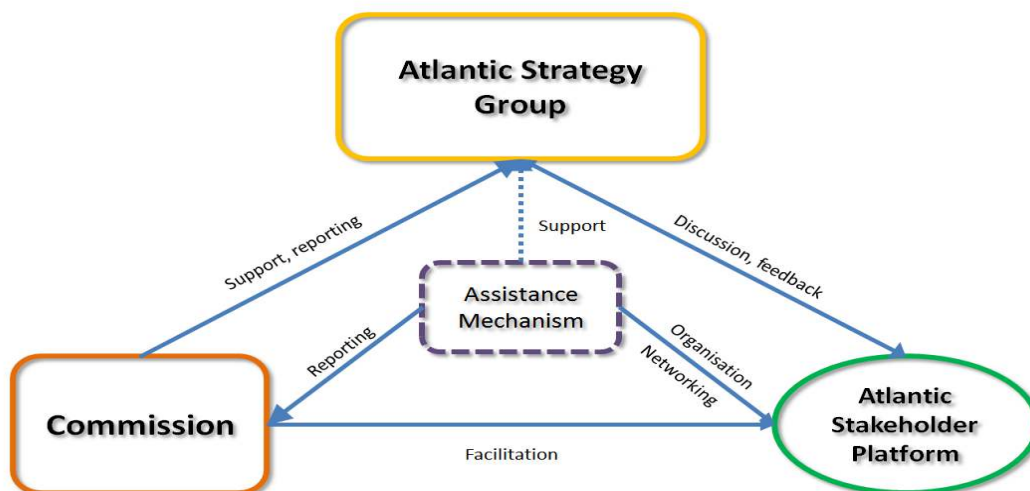 Atlantic Strategy
Group
Support, reporting
Support
Discussion, feedback
Assistance
Mechanism
Reporting
Organisation
Networking
Commission
Atlantic
Stakeholder
Platform
Facilitation